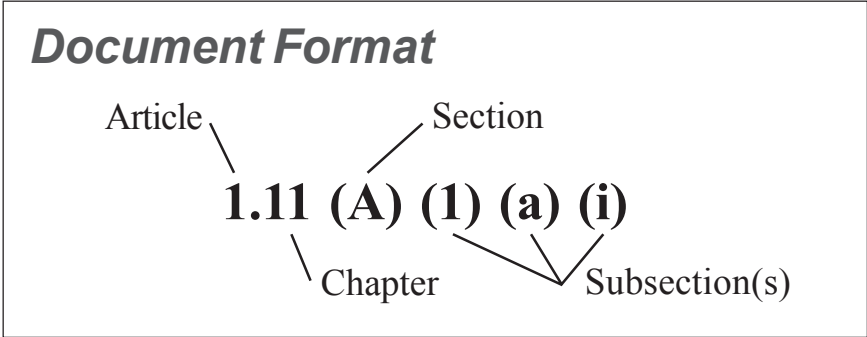 Document Format
Article Section
1.11 (A) (1) (a) (i)
Chapter Subsection(s)